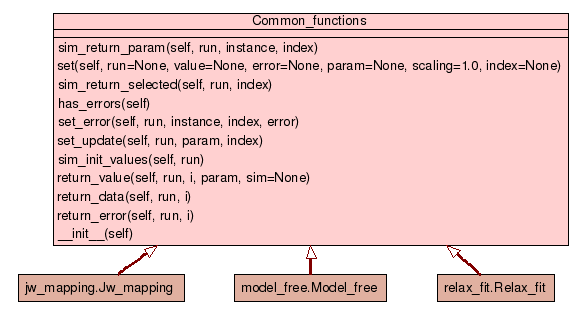 Common_functions
sim_return_param(self, run, instance, index)
set(self, run=None, value=None, error=None, param=None, scaling=1.0, index=None)
sim_return_selected(self, run, index)
has_errors(self)
set_error(self, run, instance, index, error)
set_update(self, run, param, index)
sim_init_values(self, run)
return_value(self, run, i, param, sim=None)
return_data(self, run, i)
return_error(self, run, i)
__init__(self)
jw_mapping.Jw_mapping
model_free.Model_free
relax_fit.Relax_fit